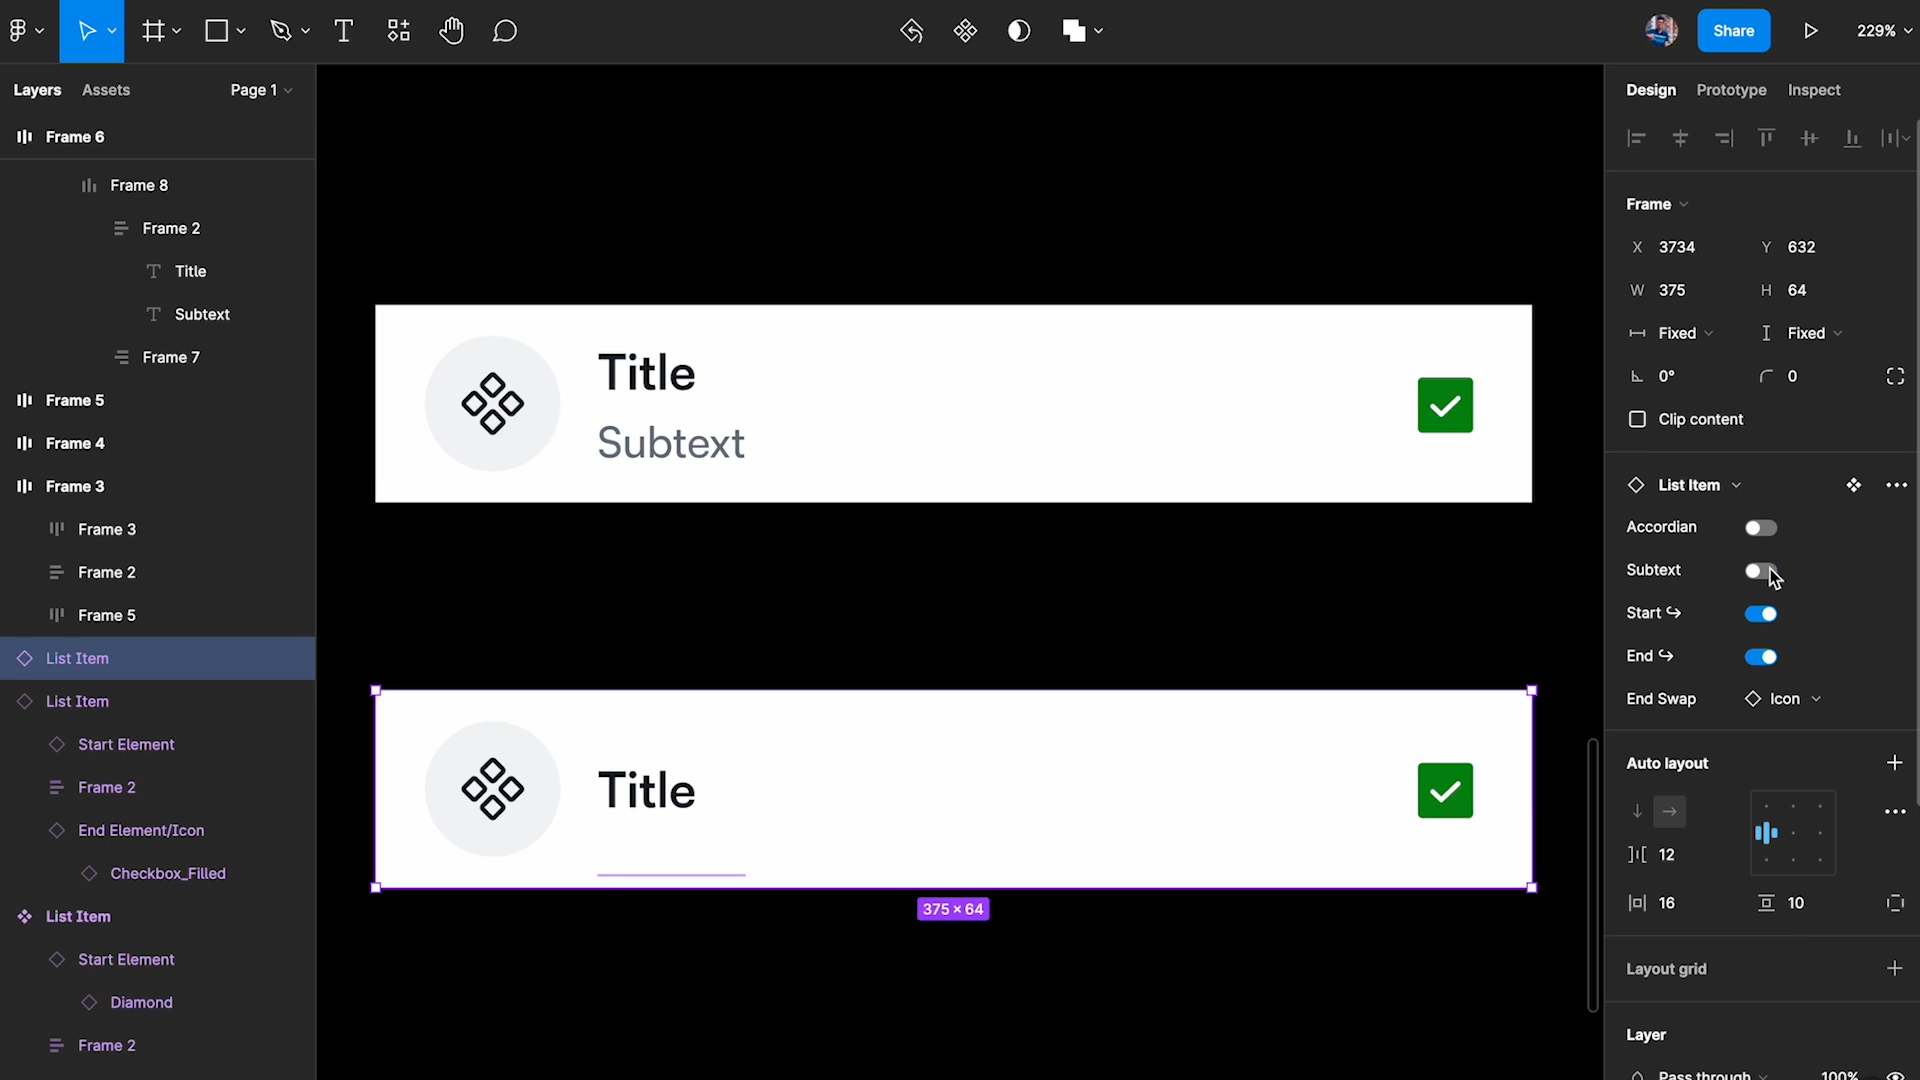 Share
229%
Layers
Assets
Page 1
Frame 6
Frame 8
Frame 2
Title
Subtext
Frame 7
Frame 5
Frame 4
Frame 3
Frame 3
Frame 2
Frame 5
List Item
List Item
Start Element
Frame 2
End Element/Icon
Checkbox_Filled
List Item
Start Element
Diamond
Frame 2
Title
Subtext
Title
375 × 64
Design
Prototype
Inspect
Frame
X 3734
Y 632
W 375
H 64
Fixed
Fixed
0°
0
Clip content
List Item
Accordian
Subtext
Start ↪
End ↪
End Swap
Icon
Auto layout
12
16
10
Layout grid
Layer
Pass through
100%